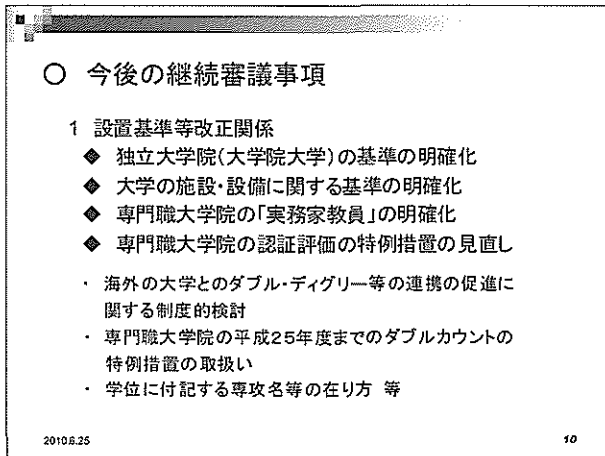 ○ 今後の継続審議事項
1 設置基準等改正関係
◆ 独立大学院(大学院大学)の基準の明確化
◆ 大学の施設・設備に関する基準の明確化
◆ 専門職大学院の「実務家教員」の明確化
◆ 専門職大学院の認証評価の特例措置の見直し
・ 海外の大学とのダブル・ディグリー等の連携の促進に
関する制度的検討
・ 専門職大学院の平成25年度までのダブルカウントの
特例措置の取扱い
・ 学位に付記する専攻名等の在り方 等
2010.6.25
10